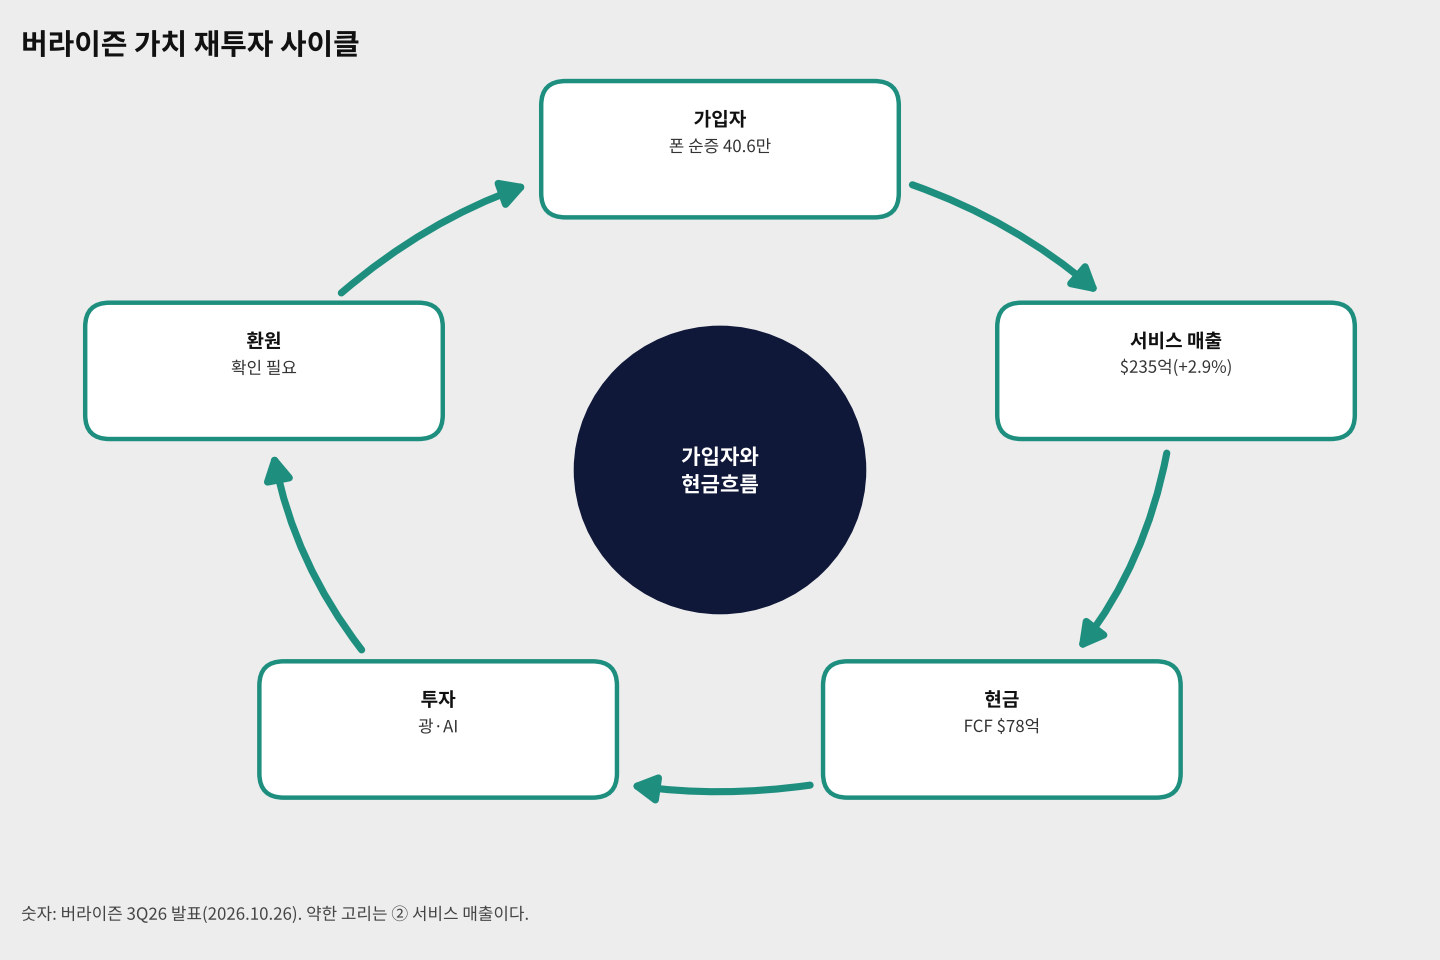 버라이즌 가치 재투자 사이클
가입자
폰 순증 40.6만
환원
확인 필요
서비스 매출
$235억(+2.9%)
가입자와
현금흐름
투자
광·AI
현금
FCF $78억
숫자: 버라이즌 3Q26 발표(2026.10.26). 약한 고리는 ② 서비스 매출이다.